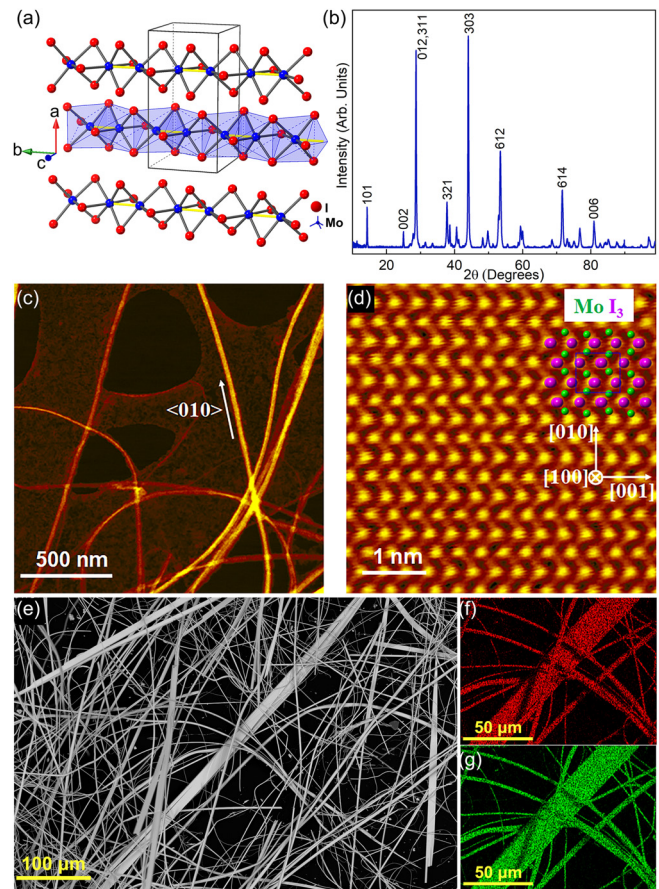 (a)
a
b
c
I
Mo
(b)
Intensity (Arb. Units)
101
002
012,311
321
303
612
614
006
20
40
60
80
2θ (Degrees)
(c)
<010>
500 nm
(d)
Mo I₃
[010]
[100]
[001]
1 nm
(e)
100 μm
(f)
50 μm
(g)
50 μm